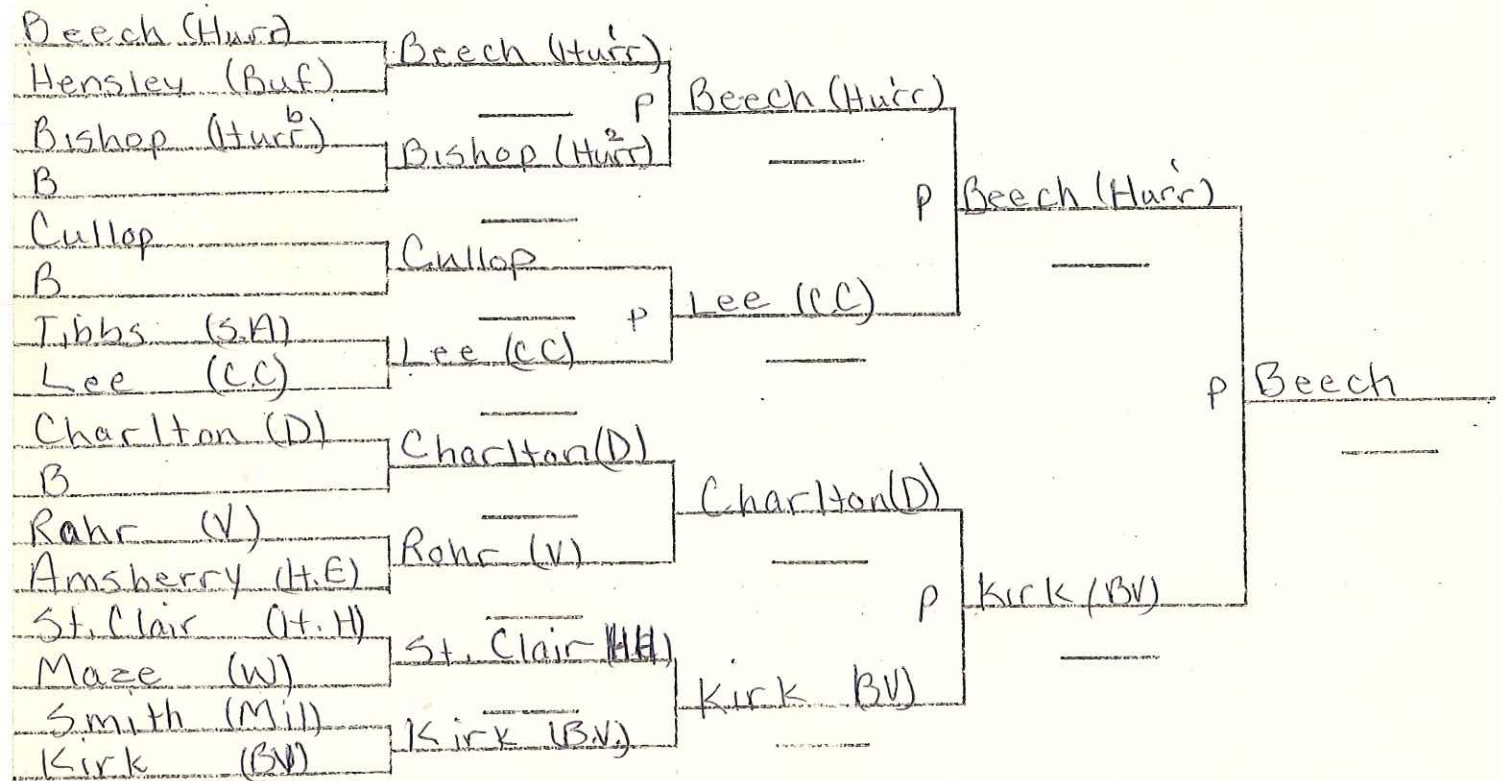 Beech (Hurr)
Hensley (Buf)
Bishop (Hurr b)
B
Cullop
B
Tibbs (S.A)
Lee (C.C)
Charlton (D)
B
Rahr (V)
Amsberry (H.E)
St. Clair (H.H)
Maze (W)
Smith (Mil)
Kirk (BV)
Beech (Hurr)
Bishop (Hurr 2)
Cullop
Lee (CC)
Charlton (D)
Rohr (V)
St. Clair (HH)
Kirk (B.V.)
P Beech (Hurr)
P Lee (CC)
Charlton (D)
Kirk (BV)
P Beech (Hurr)
P Kirk (BV)
P Beech